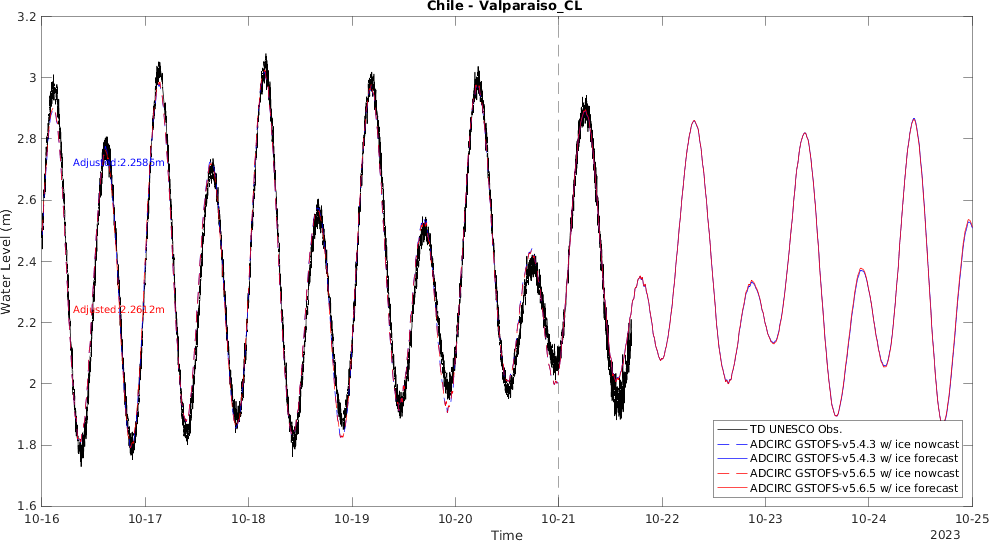 Chile - Valparaiso_CL
3.2
3
2.8
2.6
2.4
2.2
2
1.8
1.6
Water Level (m)
Adjusted:2.2585m
Adjusted:2.2612m
TD UNESCO Obs.
ADCIRC GSTOFS-v5.4.3 w/ ice nowcast
ADCIRC GSTOFS-v5.4.3 w/ ice forecast
ADCIRC GSTOFS-v5.6.5 w/ ice nowcast
ADCIRC GSTOFS-v5.6.5 w/ ice forecast
10-16 10-17 10-18 10-19 10-20 10-21 10-22 10-23 10-24 10-25
Time
2023